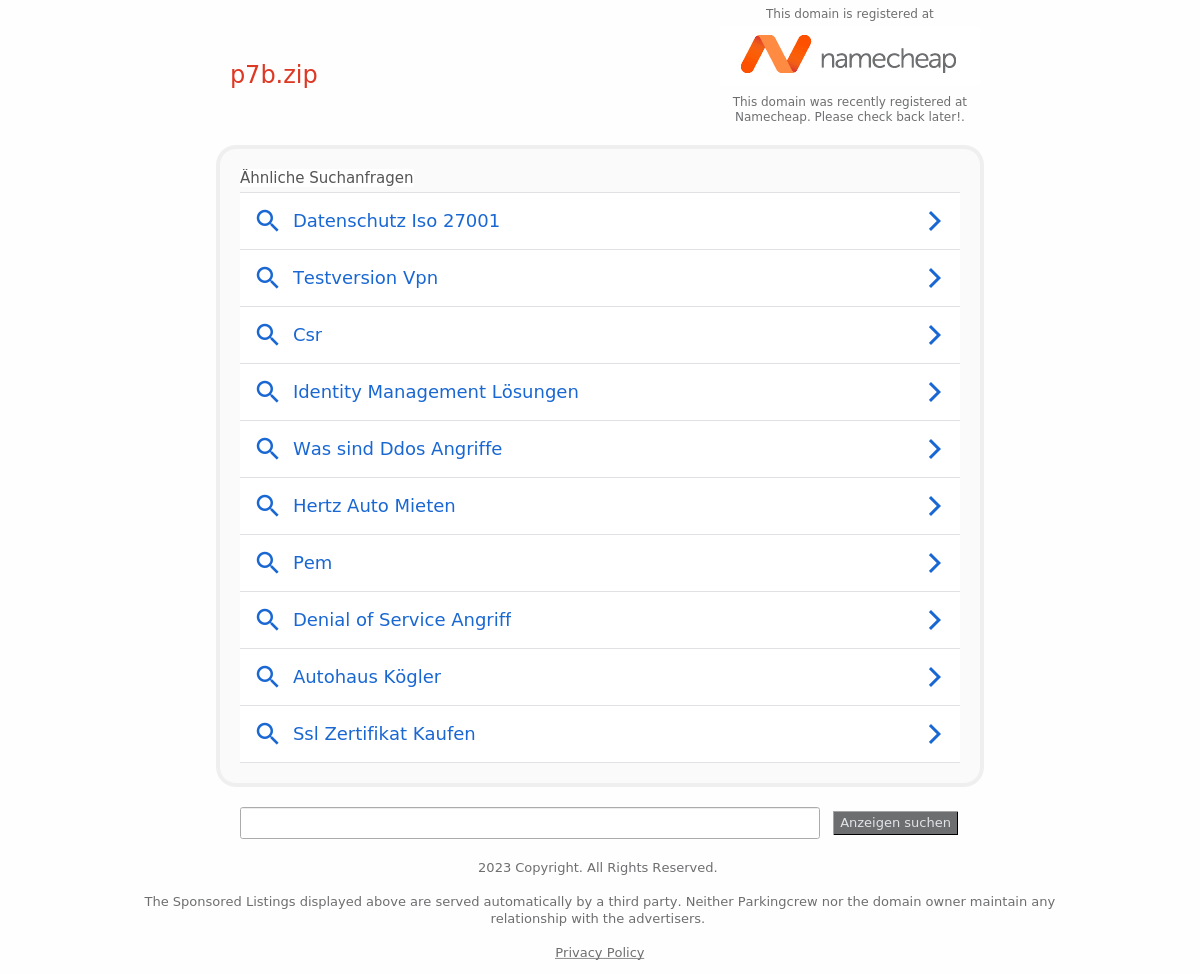 This domain is registered at
namecheap
p7b.zip
This domain was recently registered at
Namecheap. Please check back later!.
Ähnliche Suchanfragen
Datenschutz Iso 27001
Testversion Vpn
Csr
Identity Management Lösungen
Was sind Ddos Angriffe
Hertz Auto Mieten
Pem
Denial of Service Angriff
Autohaus Kögler
Ssl Zertifikat Kaufen
Anzeigen suchen
2023 Copyright. All Rights Reserved.
The Sponsored Listings displayed above are served automatically by a third party. Neither Parkingcrew nor the domain owner maintain any
relationship with the advertisers.
Privacy Policy